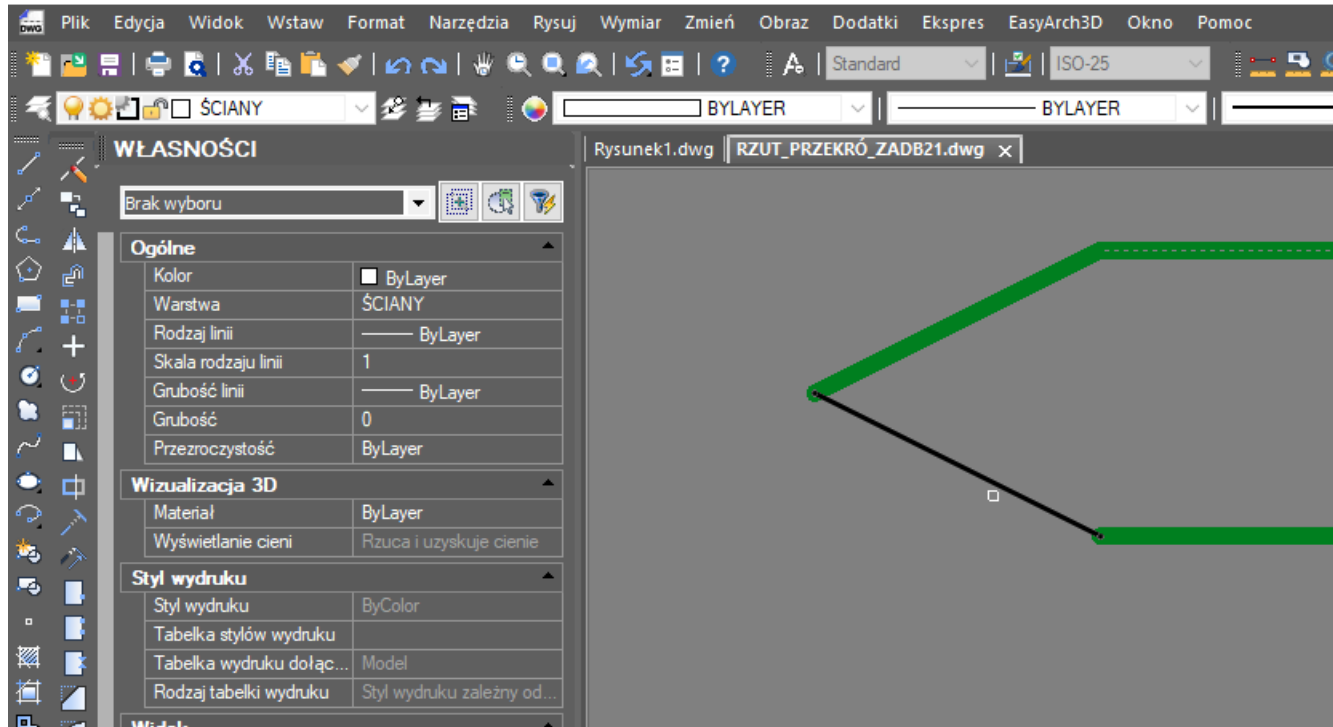 DWG Plik Edycja Widok Wstaw Format Narzędzia Rysuj Wymiar Zmień Obraz Dodatki Ekspres EasyArch3D Okno Pomoc
Standard ISO-25
ŚCIANY BYLAYER BYLAYER
WŁASNOŚCI Rysunek1.dwg RZUT_PRZEKRÓ_ZADB21.dwg
Brak wyboru
Ogólne
Kolor ByLayer
Warstwa ŚCIANY
Rodzaj linii ByLayer
Skala rodzaju linii 1
Grubość linii ByLayer
Grubość 0
Przezroczystość ByLayer
Wizualizacja 3D
Materiał ByLayer
Wyświetlanie cieni Rzuca i uzyskuje cienie
Styl wydruku
Styl wydruku ByColor
Tabelka stylów wydruku
Tabelka wydruku dołąc... Model
Rodzaj tabelki wydruku Styl wydruku zależny od...
Widok